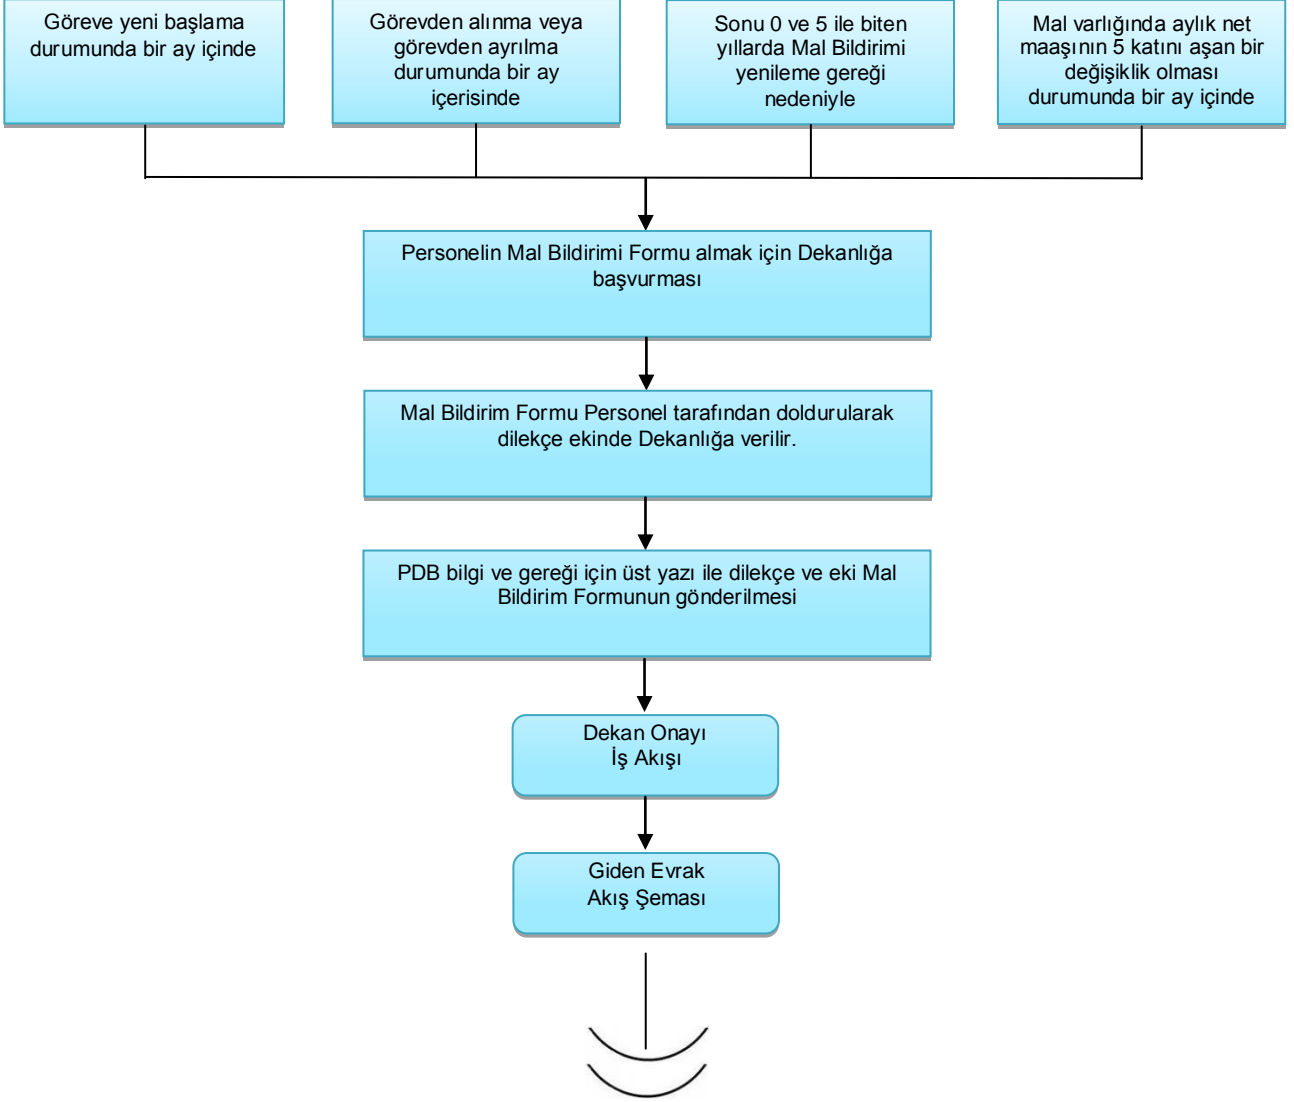 Göreve yeni başlama
durumunda bir ay içinde
Görevden alınma veya
görevden ayrılma
durumunda bir ay
içerisinde
Sonu 0 ve 5 ile biten
yıllarda Mal Bildirimi
yenileme gereği
nedeniyle
Mal varlığında aylık net
maaşının 5 katını aşan bir
değişiklik olması
durumunda bir ay içinde
Personelin Mal Bildirimi Formu almak için Dekanlığa
başvurması
Mal Bildirim Formu Personel tarafından doldurularak
dilekçe ekinde Dekanlığa verilir.
PDB bilgi ve gereği için üst yazı ile dilekçe ve eki Mal
Bildirim Formunun gönderilmesi
Dekan Onayı
İş Akışı
Giden Evrak
Akış Şeması